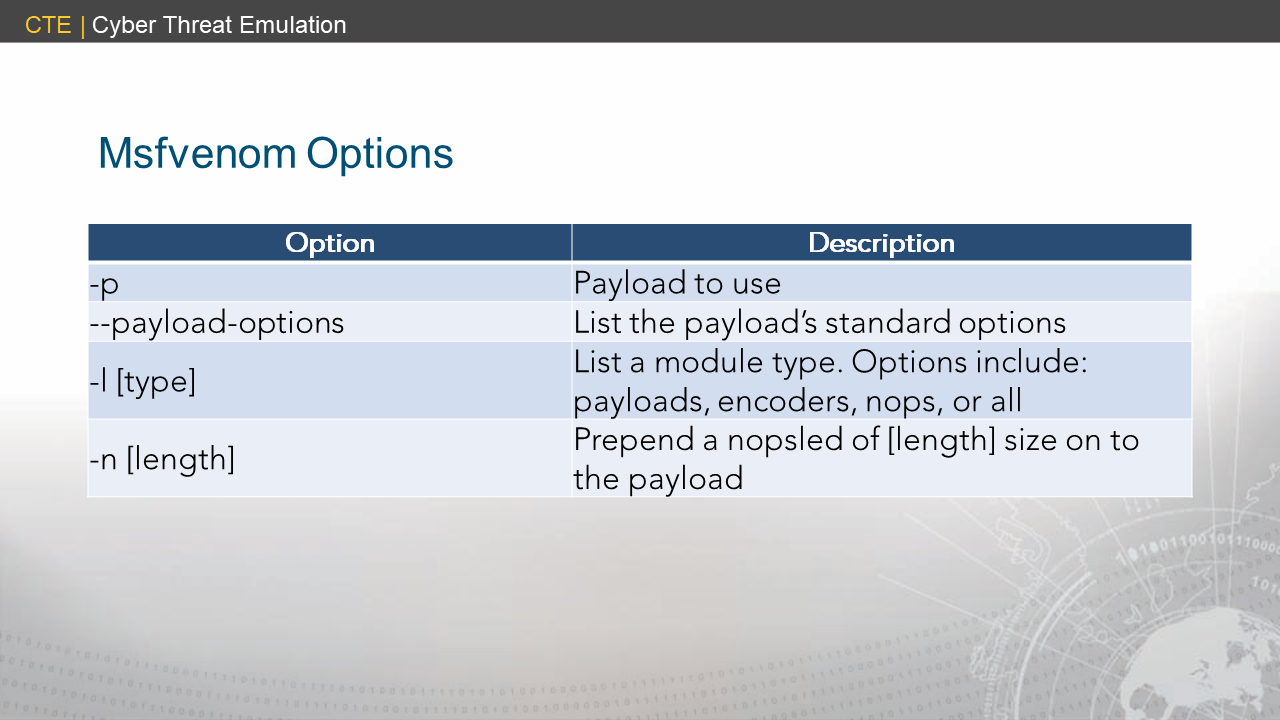 CTE | Cyber Threat Emulation
Msfvenom Options
Option Description
-p Payload to use
--payload-options List the payload’s standard options
-l [type] List a module type. Options include:
payloads, encoders, nops, or all
-n [length] Prepend a nopsled of [length] size on to
the payload